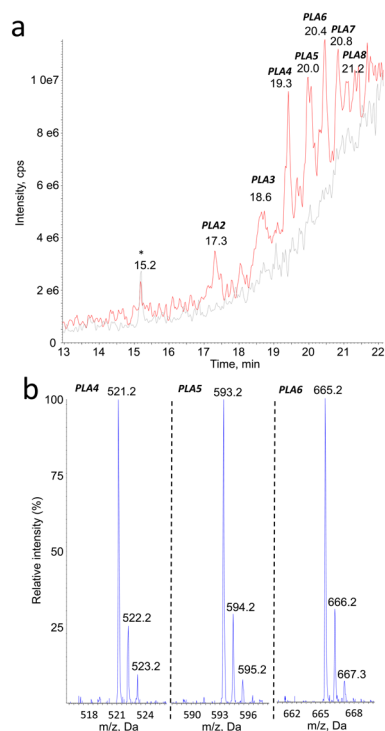 a
PLA6
20.4 PLA7
20.8
PLA5
20.0
PLA8
21.2
PLA4
19.3
1 0e7
8 e6
6 e6
4 e6
2 e6
0
Intensity, cps
PLA3
18.6
PLA2
17.3
*
15.2
13 14 15 16 17 18 19 20 21 22
Time, min
b
PLA4 521.2 PLA5 593.2 PLA6 665.2
100
75
50
25
Relative intensity (%)
522.2 594.2 666.2
523.2 595.2 667.3
518 521 524 590 593 596 662 665 668
m/z, Da m/z, Da m/z, Da